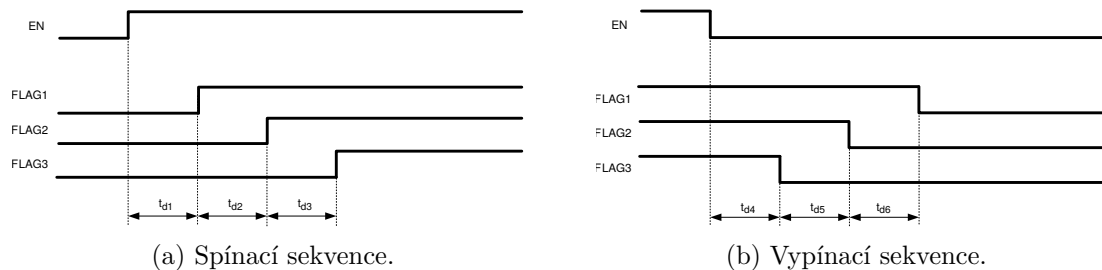 EN
FLAG1
FLAG2
FLAG3
td1 td2 td3
(a) Spínací sekvence.
EN
FLAG1
FLAG2
FLAG3
td4 td5 td6
(b) Vypínací sekvence.